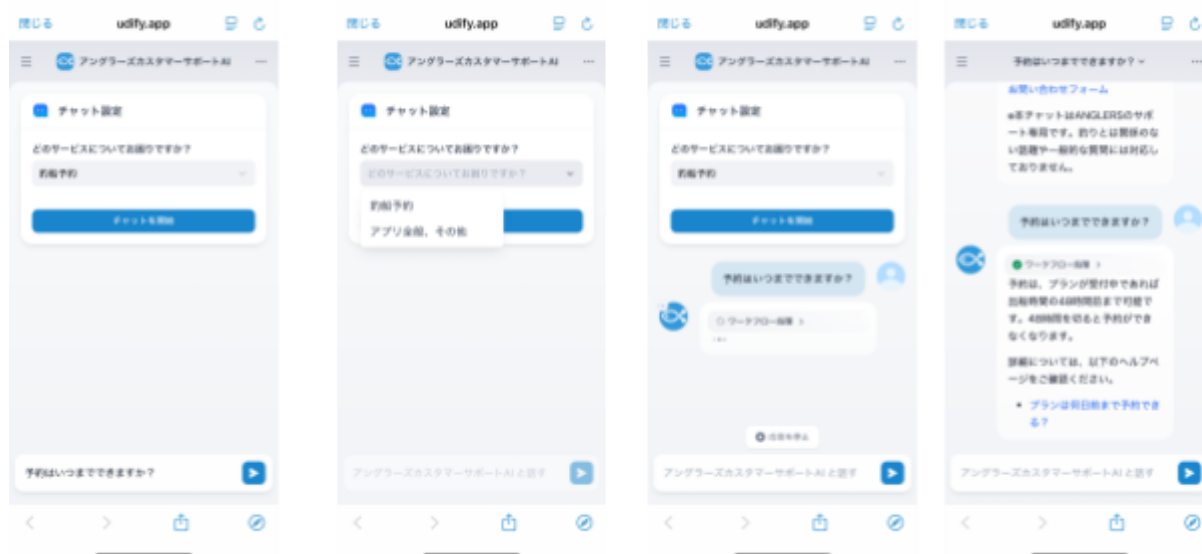 閉じる
udify.app
アングラーズカスタマーサポートAI
チャット設定
どのサービスについてお困りですか?
釣船予約
チャットを開始
予約はいつまでできますか?
閉じる
udify.app
アングラーズカスタマーサポートAI
チャット設定
どのサービスについてお困りですか?
どのサービスについてお困りですか?
釣船予約
アプリ全般、その他
アングラーズカスタマーサポートAI と話す
閉じる
udify.app
アングラーズカスタマーサポートAI
チャット設定
どのサービスについてお困りですか?
釣船予約
チャットを開始
予約はいつまでできますか?
ワークフロー
アングラーズカスタマーサポートAI と話す
閉じる
udify.app
予約はいつまでできますか?
お問い合わせフォーム
※本チャットはANGLERSのサポ
ート専用です。釣りとは関係のな
い話題や一般的な質問には対応し
ておりません。
予約はいつまでできますか?
ワークフロー
予約は、プランが受付中であれば
出船時間の48時間前まで可能で
す。48時間を切ると予約ができ
なくなります。
詳細については、以下のヘルプペ
ージをご確認ください。
• プランは何日前まで予約でき
る?
アングラーズカスタマーサポートAI と話す